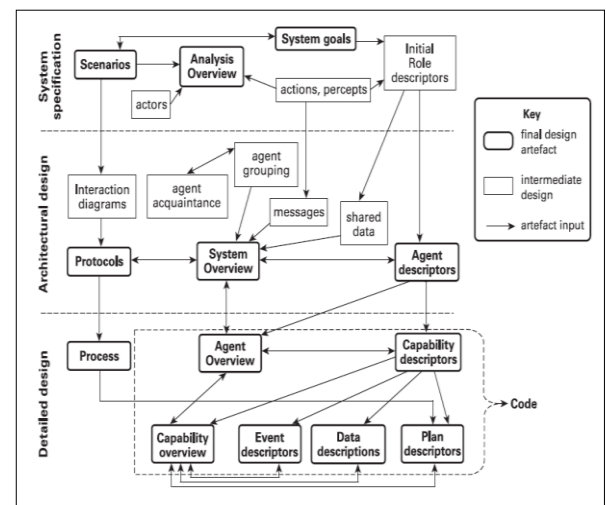 System
specification
System goals
Scenarios
Analysis
Overview
Initial
Role
descriptors
actors
actions, percepts
Key
final design
artefact
intermediate
design
artefact input
Architectural design
agent
grouping
Interaction
diagrams
agent
acquaintance
messages
shared
data
Protocols
System
Overview
Agent
descriptors
Detailed design
Process
Agent
Overview
Capability
descriptors
Code
Capability
overview
Event
descriptors
Data
descriptions
Plan
descriptors